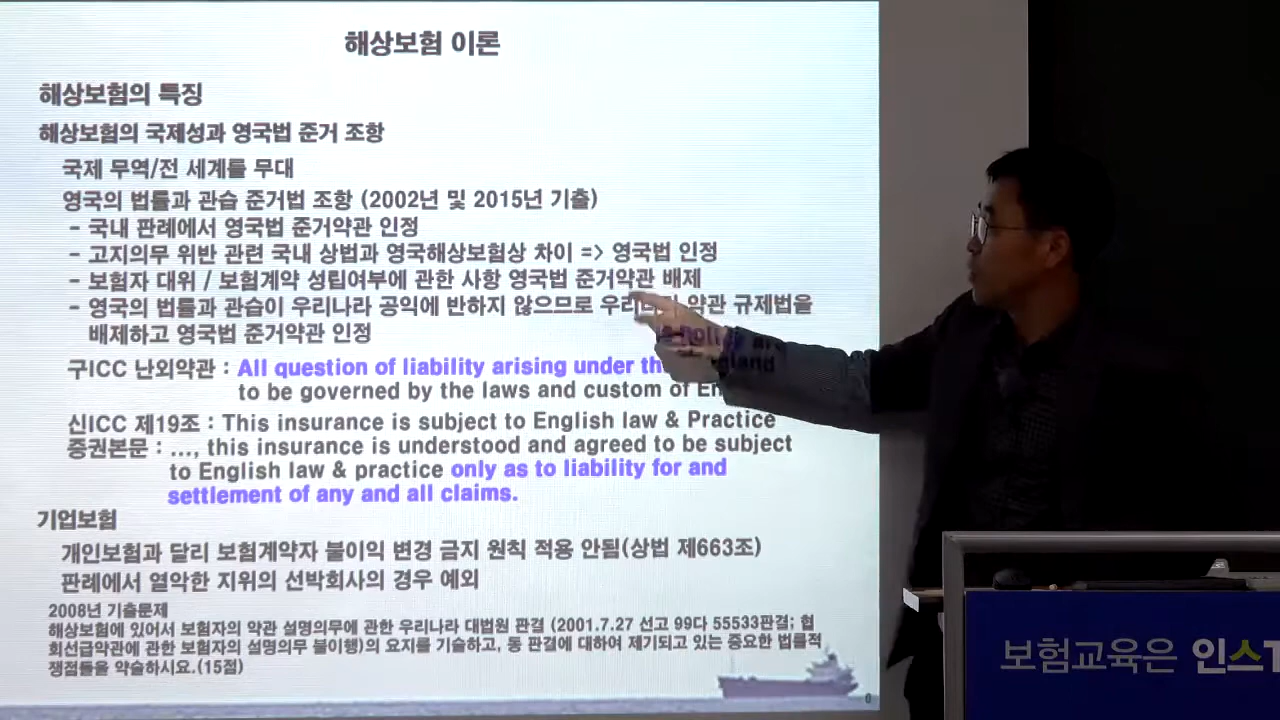 해상보험 이론
해상보험의 특징
해상보험의 국제성과 영국법 준거 조항
국제 무역/전 세계를 무대
영국의 법률과 관습 준거법 조항 (2002년 및 2015년 기출)
- 국내 판례에서 영국법 준거약관 인정
- 고지의무 위반 관련 국내 상법과 영국해상보험상 차이 => 영국법 인정
- 보험자 대위 / 보험계약 성립여부에 관한 사항 영국법 준거약관 배제
- 영국의 법률과 관습이 우리나라 공익에 반하지 않으므로 우리나라 약관 규제법을
배제하고 영국법 준거약관 인정
구ICC 난외약관 : All question of liability arising under this policy are
to be governed by the laws and custom of England
신ICC 제19조 : This insurance is subject to English law & Practice
증권본문 : ..., this insurance is understood and agreed to be subject
to English law & practice only as to liability for and
settlement of any and all claims.
기업보험
개인보험과 달리 보험계약자 불이익 변경 금지 원칙 적용 안됨(상법 제663조)
판례에서 열악한 지위의 선박회사의 경우 예외
2008년 기출문제
해상보험에 있어서 보험자의 약관 설명의무에 관한 우리나라 대법원 판결 (2001.7.27 선고 99다 55533판결; 협
회선급약관에 관한 보험자의 설명의무 불이행)의 요지를 기술하고, 동 판결에 대하여 제기되고 있는 중요한 법률적
쟁점들을 약술하시요.(15점)
6
보험교육은 인스